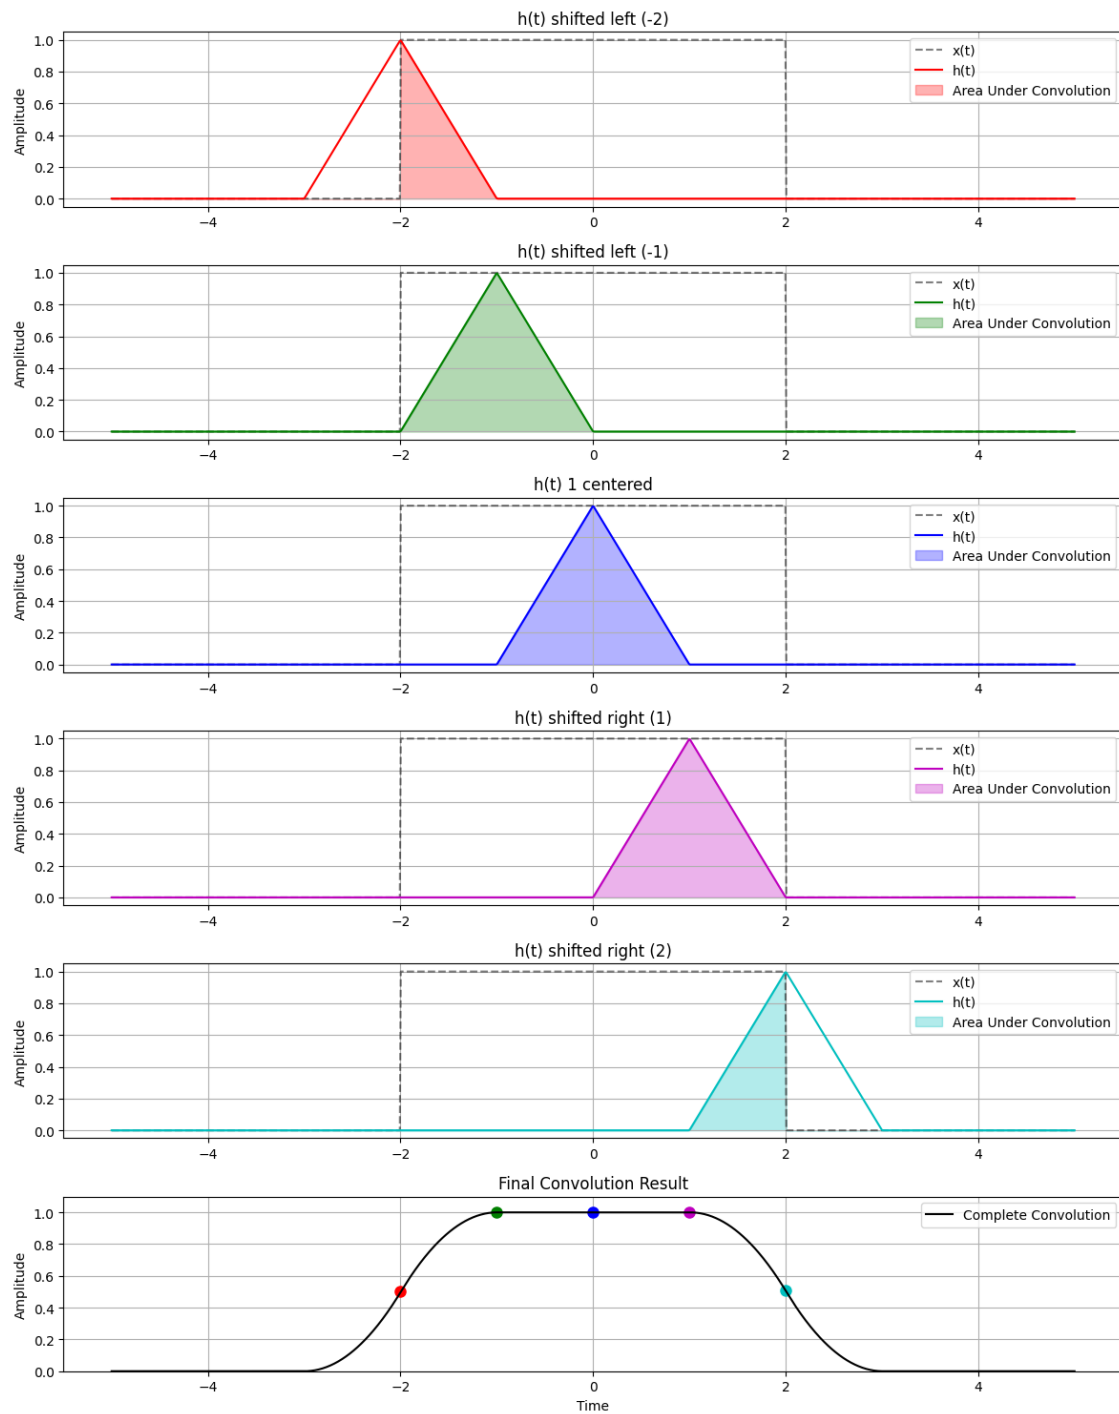 h(t) shifted left (-2)
x(t)
h(t)
Area Under Convolution
Amplitude
1.0
0.8
0.6
0.4
0.2
0.0
−4
−2
0
2
4
h(t) shifted left (-1)
x(t)
h(t)
Area Under Convolution
Amplitude
1.0
0.8
0.6
0.4
0.2
0.0
−4
−2
0
2
4
h(t) 1 centered
x(t)
h(t)
Area Under Convolution
Amplitude
1.0
0.8
0.6
0.4
0.2
0.0
−4
−2
0
2
4
h(t) shifted right (1)
x(t)
h(t)
Area Under Convolution
Amplitude
1.0
0.8
0.6
0.4
0.2
0.0
−4
−2
0
2
4
h(t) shifted right (2)
x(t)
h(t)
Area Under Convolution
Amplitude
1.0
0.8
0.6
0.4
0.2
0.0
−4
−2
0
2
4
Final Convolution Result
Complete Convolution
Amplitude
1.0
0.8
0.6
0.4
0.2
0.0
−4
−2
0
2
4
Time